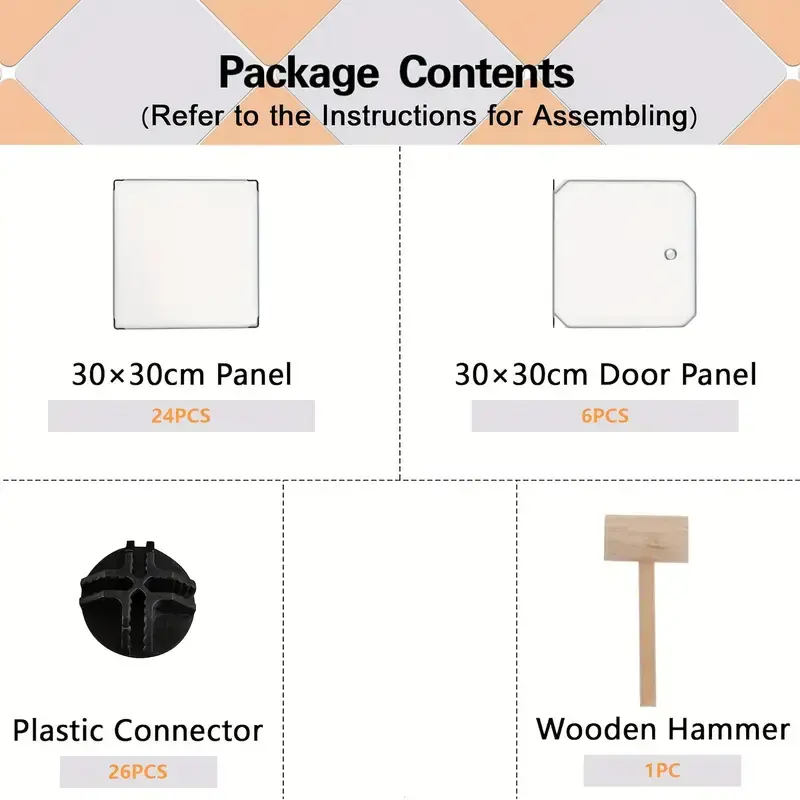 Package Contents
(Refer to the Instructions for Assembling)
30×30cm Panel
24PCS
30×30cm Door Panel
6PCS
Plastic Connector
26PCS
Wooden Hammer
1PC